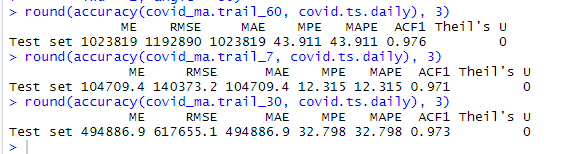 > round(accuracy(covid_ma.trail_60, covid.ts.daily), 3)
ME RMSE MAE MPE MAPE ACF1 Theil's U
Test set 1023819 1192890 1023819 43.911 43.911 0.976 0
> round(accuracy(covid_ma.trail_7, covid.ts.daily), 3)
ME RMSE MAE MPE MAPE ACF1 Theil's U
Test set 104709.4 140373.2 104709.4 12.315 12.315 0.971 0
> round(accuracy(covid_ma.trail_30, covid.ts.daily), 3)
ME RMSE MAE MPE MAPE ACF1 Theil's U
Test set 494886.9 617655.1 494886.9 32.798 32.798 0.973 0
>